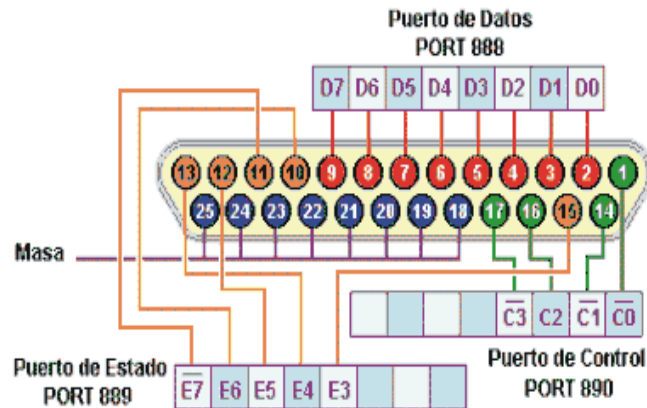 Puerto de Datos
PORT 888
D7 D6 D5 D4 D3 D2 D1 D0
13 12 11 10 9 8 7 6 5 4 3 2 1
25 24 23 22 21 20 19 18 17 16 15 14
Masa
C3 C2 C1 C0
Puerto de Control
PORT 890
Puerto de Estado
PORT 889
E7 E6 E5 E4 E3